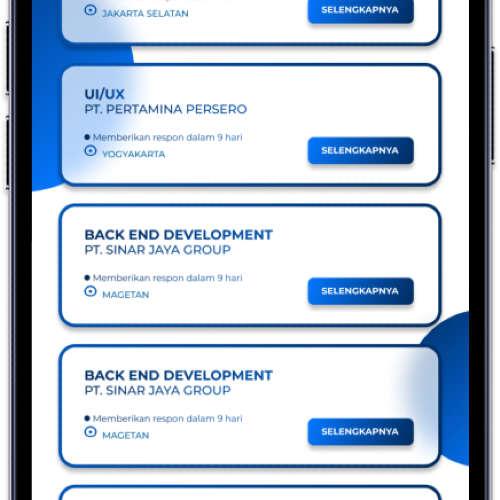 JAKARTA SELATAN
SELENGKAPNYA
UI/UX
PT. PERTAMINA PERSERO
Memberikan respon dalam 9 hari
YOGYAKARTA
SELENGKAPNYA
BACK END DEVELOPMENT
PT. SINAR JAYA GROUP
Memberikan respon dalam 9 hari
MAGETAN
SELENGKAPNYA
BACK END DEVELOPMENT
PT. SINAR JAYA GROUP
Memberikan respon dalam 9 hari
MAGETAN
SELENGKAPNYA